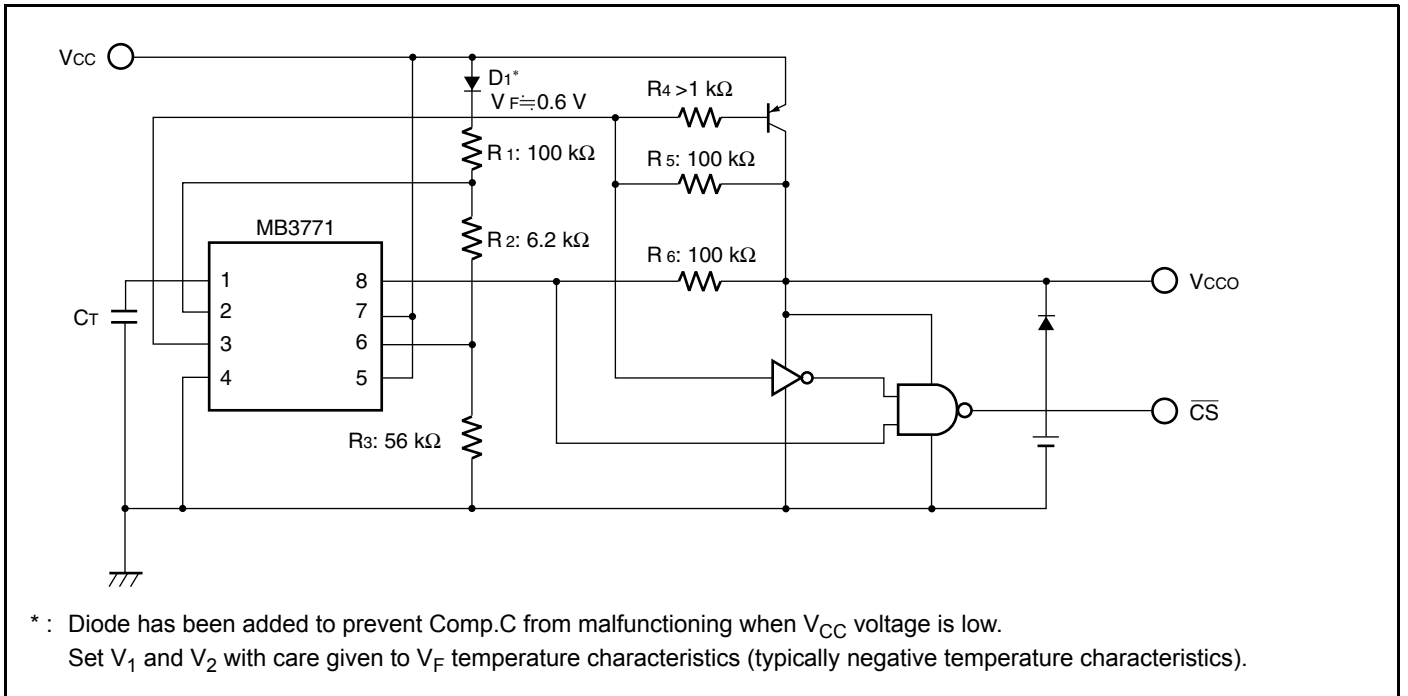 VCC
D1*
VF≒0.6 V
R4 >1 kΩ
R1: 100 kΩ
R5: 100 kΩ
MB3771
R2: 6.2 kΩ
R6: 100 kΩ
1
8
VCCO
2
7
CT
3
6
4
5
C̅S̅
R3: 56 kΩ
* : Diode has been added to prevent Comp.C from malfunctioning when VCC voltage is low.
Set V1 and V2 with care given to VF temperature characteristics (typically negative temperature characteristics).